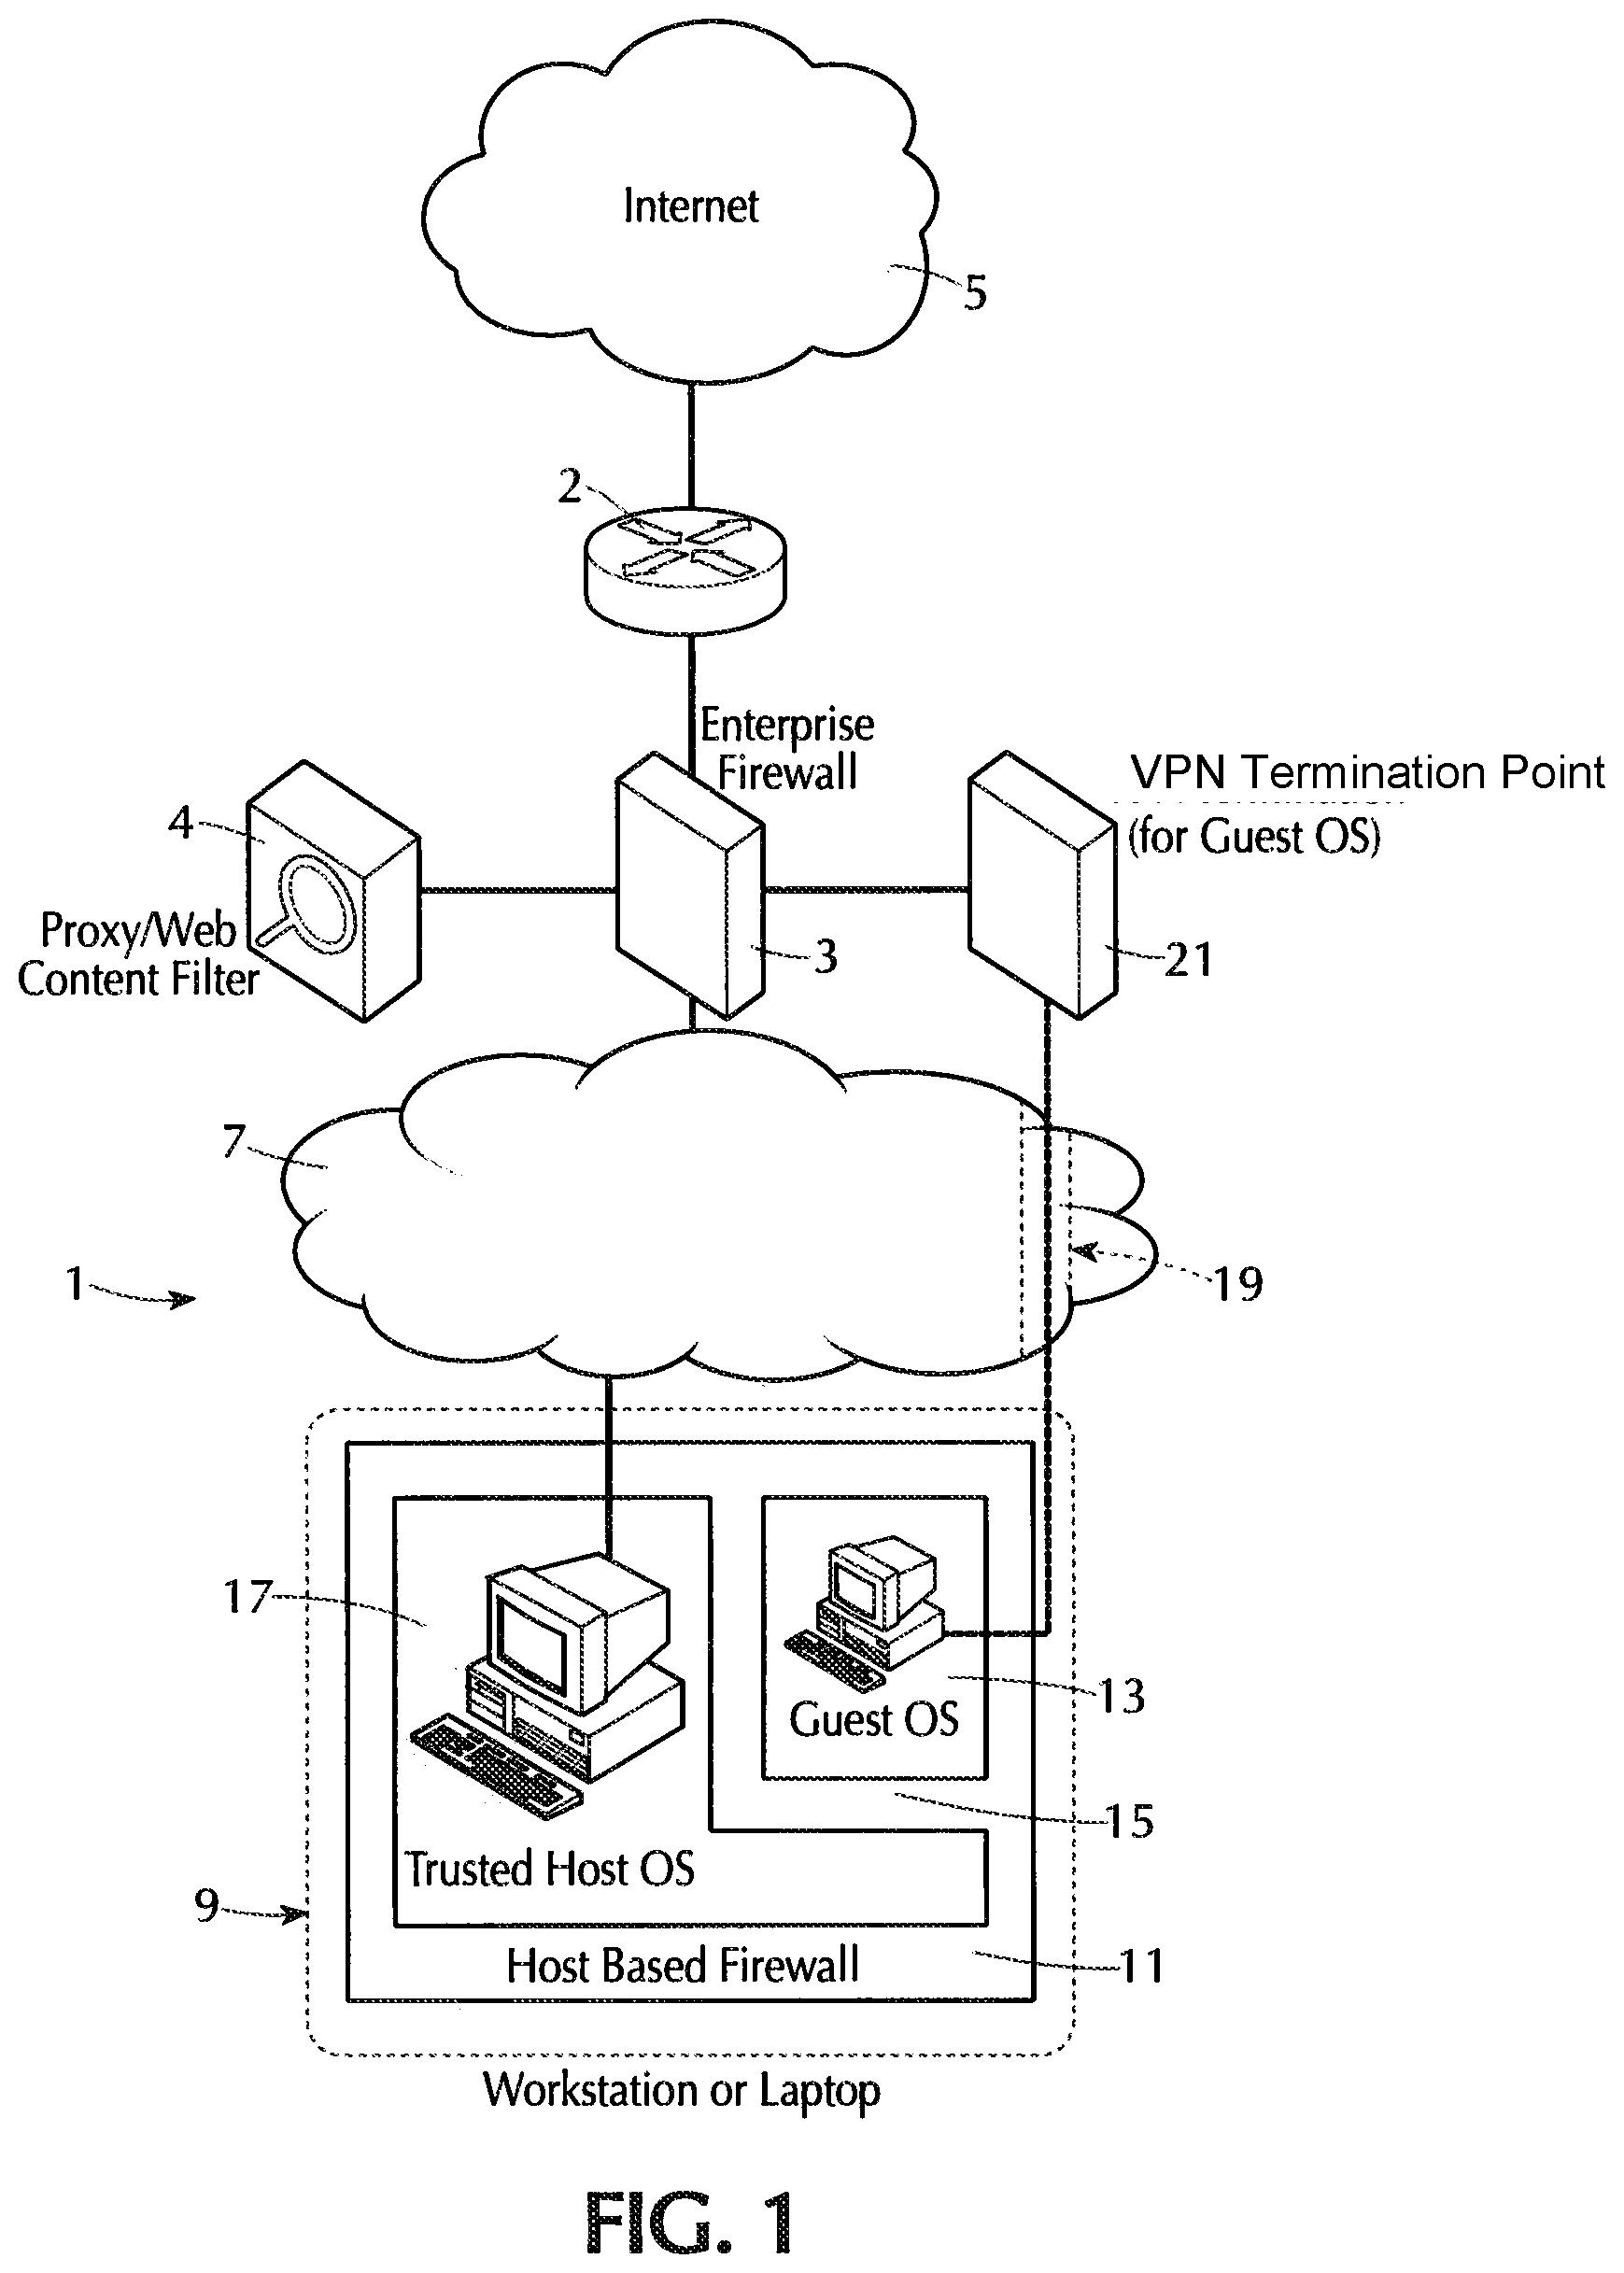 Internet
5
2
Enterprise
Firewall
VPN Termination Point
(for Guest OS)
4
Proxy/Web
Content Filter
3
21
7
1
19
17
13
Guest OS
15
Trusted Host OS
9
Host Based Firewall
11
Workstation or Laptop
FIG. 1